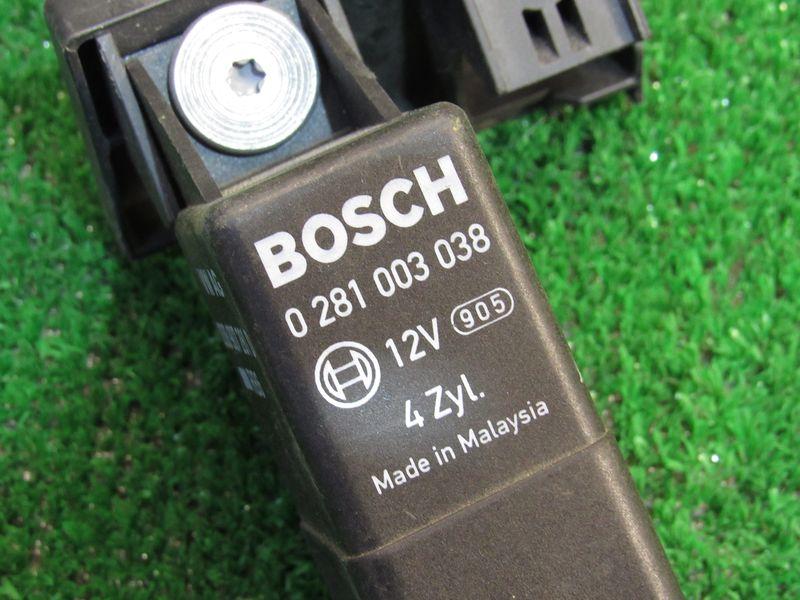 BOSCH
0 281 003 038
12V 905
4 Zyl.
Made in Malaysia